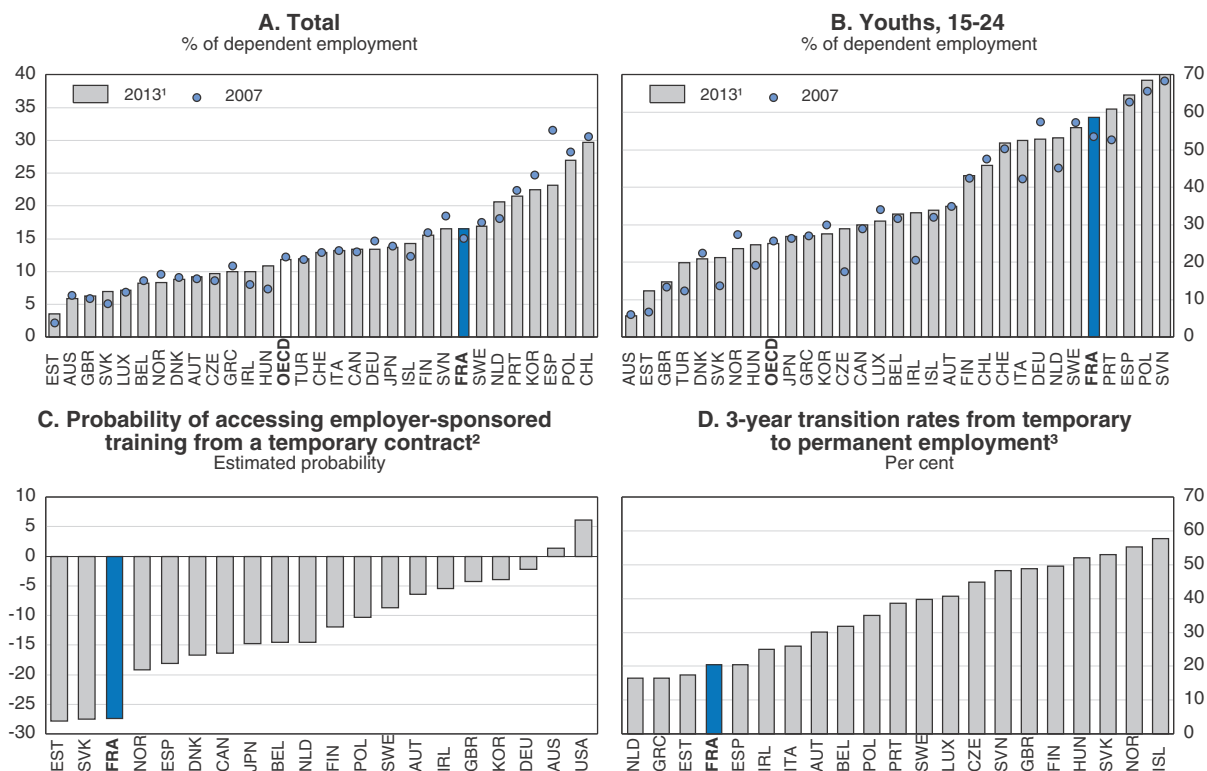 A. Total
% of dependent employment
40
35
30
25
20
15
10
5
0
2013¹
2007
EST
AUS
GBR
SVK
LUX
BEL
NOR
DNK
AUT
CZE
GRC
IRL
HUN
OECD
TUR
CHE
ITA
CAN
DEU
JPN
ISL
FIN
SVN
FRA
SWE
NLD
PRT
KOR
ESP
POL
CHL
B. Youths, 15-24
% of dependent employment
70
60
50
40
30
20
10
0
2013¹
2007
AUS
EST
GBR
TUR
DNK
SVK
NOR
HUN
OECD
JPN
GRC
KOR
CZE
CAN
LUX
BEL
IRL
ISL
AUT
FIN
CHL
CHE
ITA
DEU
NLD
SWE
FRA
PRT
ESP
POL
SVN
C. Probability of accessing employer-sponsored
training from a temporary contract²
Estimated probability
10
5
0
-5
-10
-15
-20
-25
-30
EST
SVK
FRA
NOR
ESP
DNK
CAN
JPN
BEL
NLD
FIN
POL
SWE
AUT
IRL
GBR
KOR
DEU
AUS
USA
D. 3-year transition rates from temporary
to permanent employment³
Per cent
70
60
50
40
30
20
10
0
NLD
GRC
EST
FRA
ESP
IRL
ITA
AUT
BEL
POL
PRT
SWE
LUX
CZE
SVN
GBR
FIN
HUN
SVK
NOR
ISL